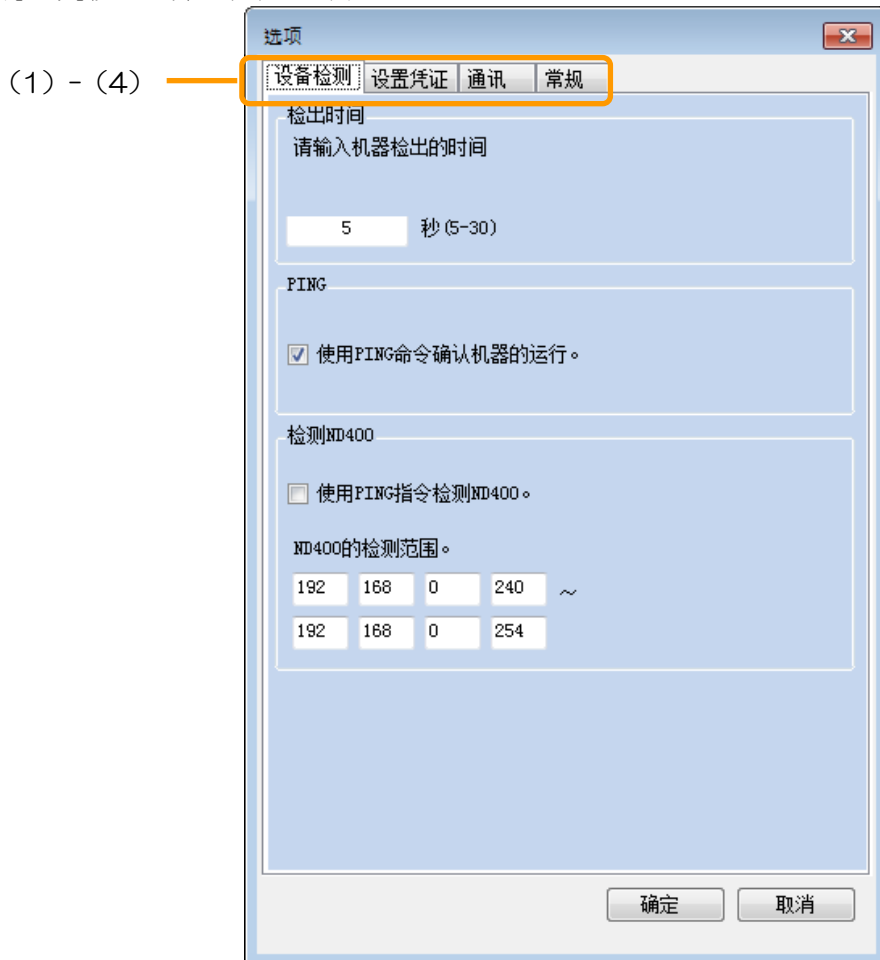 选项
(1) - (4)
设备检测 设置凭证 通讯 常规
检出时间
请输入机器检出的时间
5 秒(5-30)
PING
使用PING命令确认机器的运行。
检测ND400
使用PING指令检测ND400。
ND400的检测范围。
192 168 0 240 ～
192 168 0 254
确定 取消